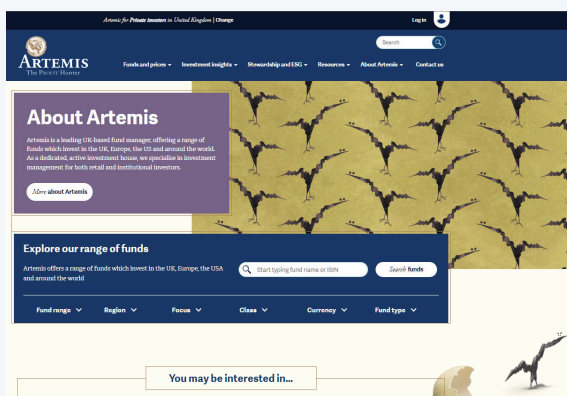 Artemis for Private investors in United Kingdom | Change
Log in
Search
ARTEMIS
The PROFIT Hunter
Funds and prices
Investment insights
Stewardship and ESG
Resources
About Artemis
Contact us
About Artemis
Artemis is a leading UK-based fund manager, offering a range of
funds which invest in the UK, Europe, the US and around the world.
As a dedicated, active investment house, we specialise in investment
management for both retail and institutional investors.
More about Artemis
Explore our range of funds
Artemis offers a range of funds which invest in the UK, Europe, the USA
and around the world
Start typing fund name or ISIN
Search funds
Fund range
Region
Focus
Class
Currency
Fund type
You may be interested in...